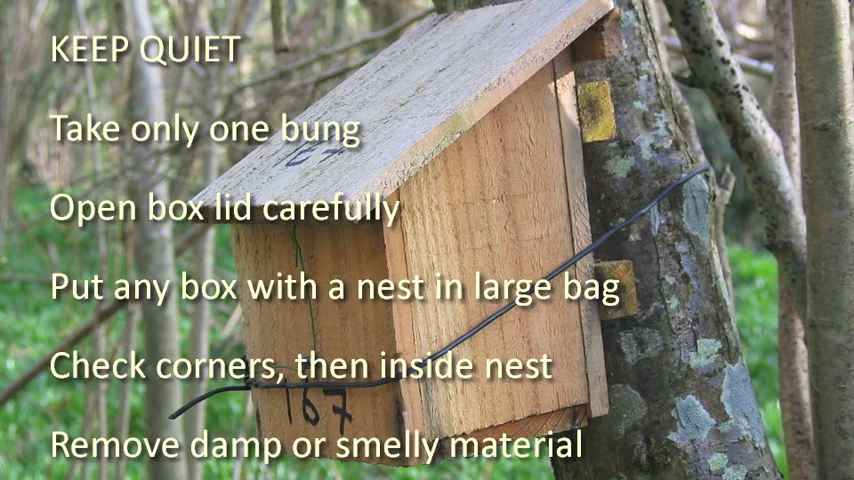 KEEP QUIET
Take only one bung
Open box lid carefully
Put any box with a nest in large bag
Check corners, then inside nest
167
Remove damp or smelly material